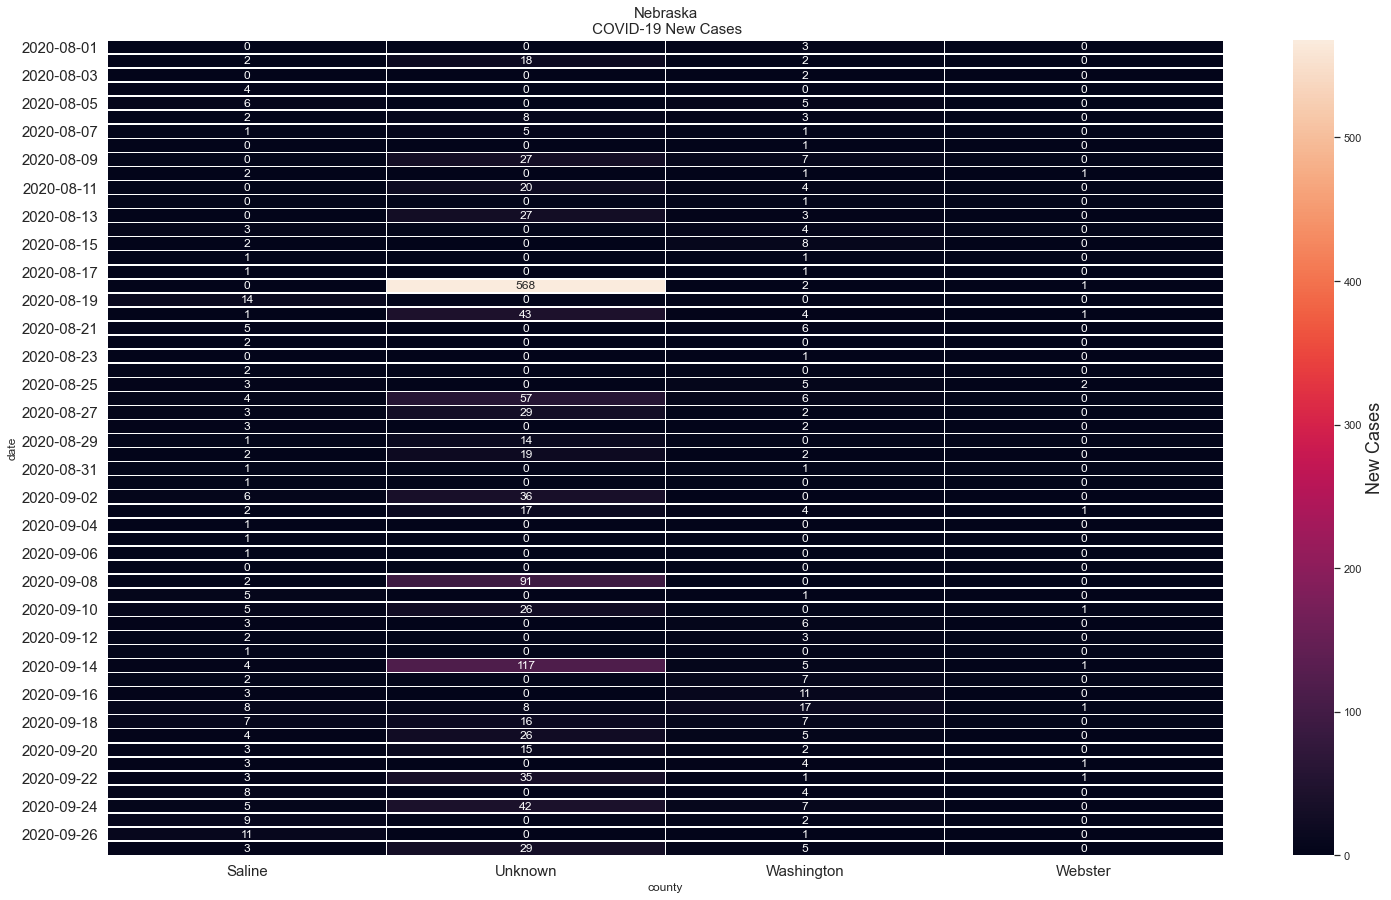 Nebraska
COVID-19 New Cases
2020-08-01 0 0 3 0
2 18 2 0
2020-08-03 0 0 2 0
4 0 0 0
2020-08-05 6 0 5 0
2 8 3 0
2020-08-07 1 5 1 0
0 0 1 0
2020-08-09 0 27 7 0
2 0 1 1
2020-08-11 0 20 4 0
0 0 1 0
2020-08-13 0 27 3 0
3 0 4 0
2020-08-15 2 0 8 0
1 0 1 0
2020-08-17 1 0 1 0
0 568 2 1
2020-08-19 14 0 0 0
1 43 4 1
2020-08-21 5 0 6 0
2 0 0 0
2020-08-23 0 0 1 0
2 0 0 0
2020-08-25 3 0 5 2
4 57 6 0
2020-08-27 3 29 2 0
3 0 2 0
2020-08-29 1 14 0 0
2 19 2 0
2020-08-31 1 0 1 0
1 0 0 0
2020-09-02 6 36 0 0
2 17 4 1
2020-09-04 1 0 0 0
1 0 0 0
2020-09-06 1 0 0 0
0 0 0 0
2020-09-08 2 91 0 0
5 0 1 0
2020-09-10 5 26 0 1
3 0 6 0
2020-09-12 2 0 3 0
1 0 0 0
2020-09-14 4 117 5 1
2 0 7 0
2020-09-16 3 0 11 0
8 8 17 1
2020-09-18 7 16 7 0
4 26 5 0
2020-09-20 3 15 2 0
3 0 4 1
2020-09-22 3 35 1 1
8 0 4 0
2020-09-24 5 42 7 0
9 0 2 0
2020-09-26 11 0 1 0
3 29 5 0
date
Saline Unknown Washington Webster
county
500
400
300
200
100
0
New Cases